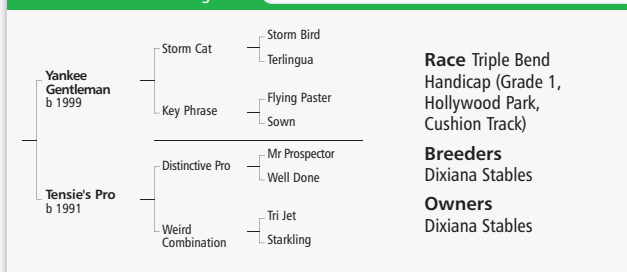 Storm Bird
Storm Cat
Terlingua
Yankee
Gentleman
b 1999
Flying Paster
Key Phrase
Sown
Mr Prospector
Distinctive Pro
Well Done
Tensie's Pro
b 1991
Tri Jet
Weird
Combination
Starkling
Race Triple Bend
Handicap (Grade 1,
Hollywood Park,
Cushion Track)
Breeders
Dixiana Stables
Owners
Dixiana Stables